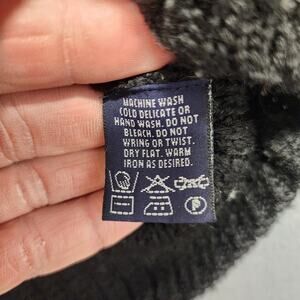 MACHINE WASH
COLD DELICATE OR
HAND WASH. DO NOT
BLEACH. DO NOT
WRING OR TWIST.
DRY FLAT. WARM
IRON AS DESIRED.
P